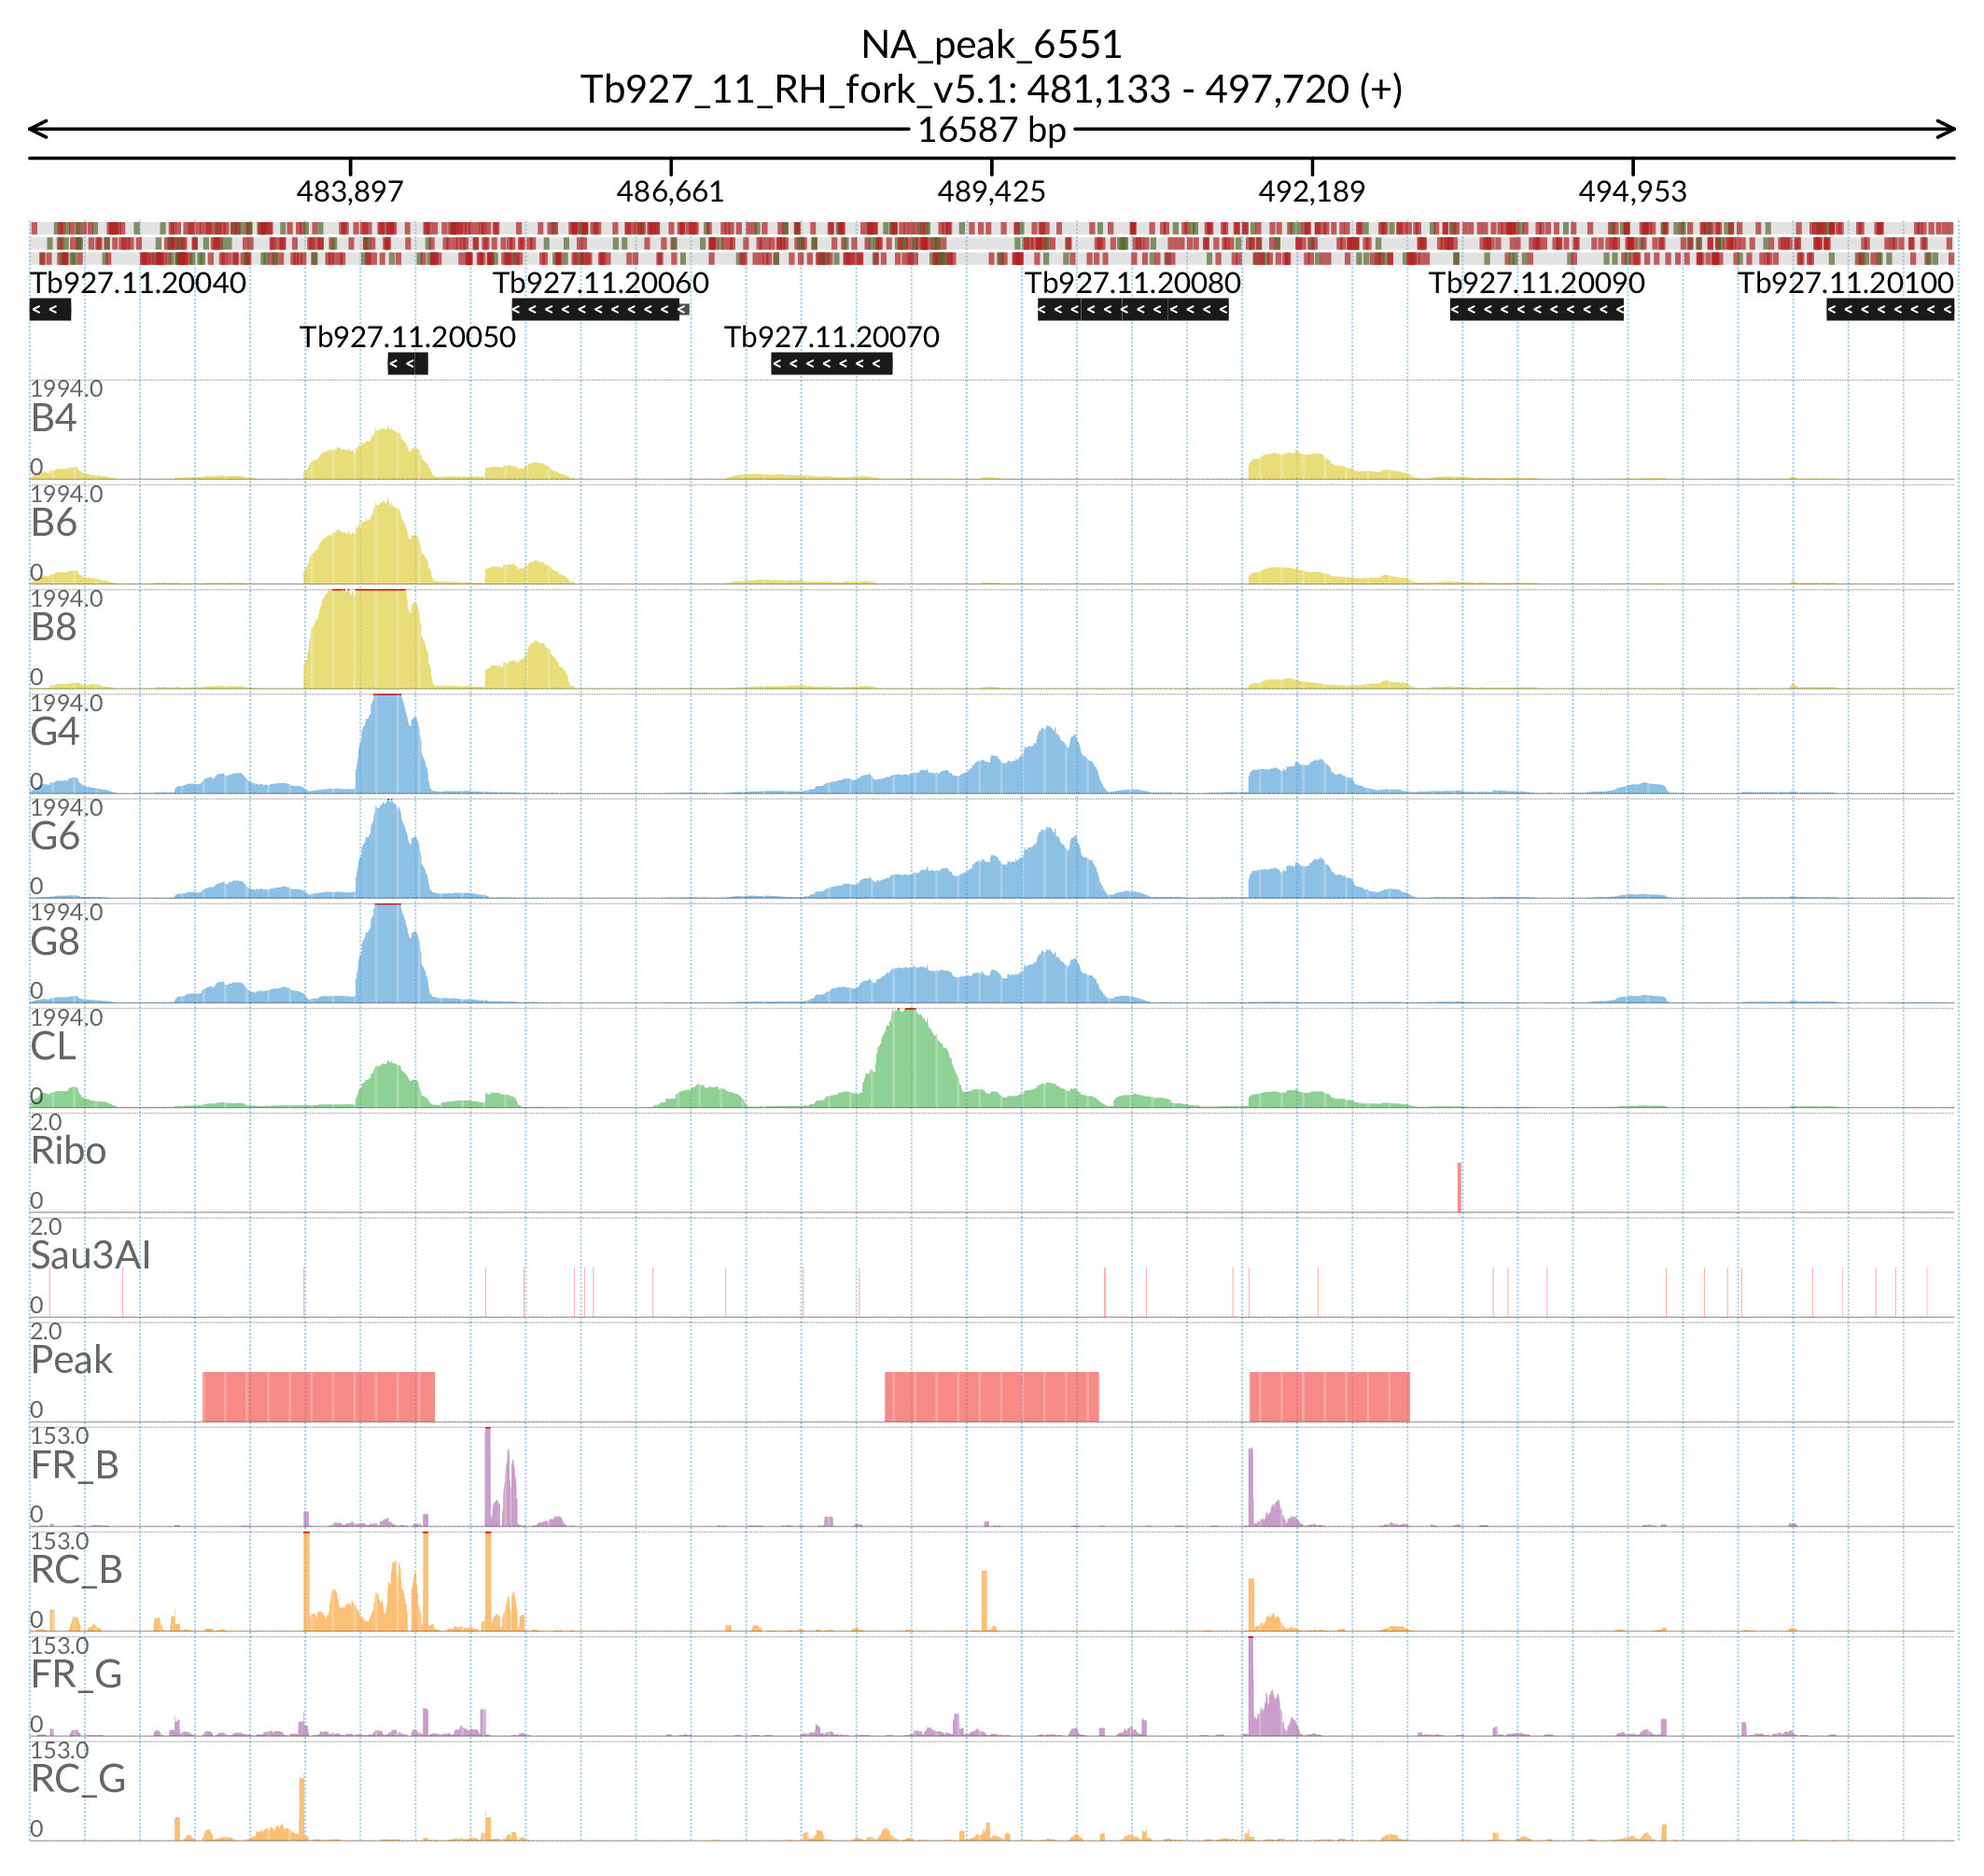 NA_peak_6551
Tb927_11_RH_fork_v5.1: 481,133 - 497,720 (+)
16587 bp
483,897 486,661 489,425 492,189 494,953
Tb927.11.20040 Tb927.11.20060 Tb927.11.20080 Tb927.11.20090 Tb927.11.20100
Tb927.11.20050 Tb927.11.20070
1994.0
B4
0
1994.0
B6
0
1994.0
B8
0
1994.0
G4
0
1994.0
G6
0
1994.0
G8
0
1994.0
CL
0
2.0
Ribo
0
2.0
Sau3AI
0
2.0
Peak
0
153.0
FR_B
0
153.0
RC_B
0
153.0
FR_G
0
153.0
RC_G
0